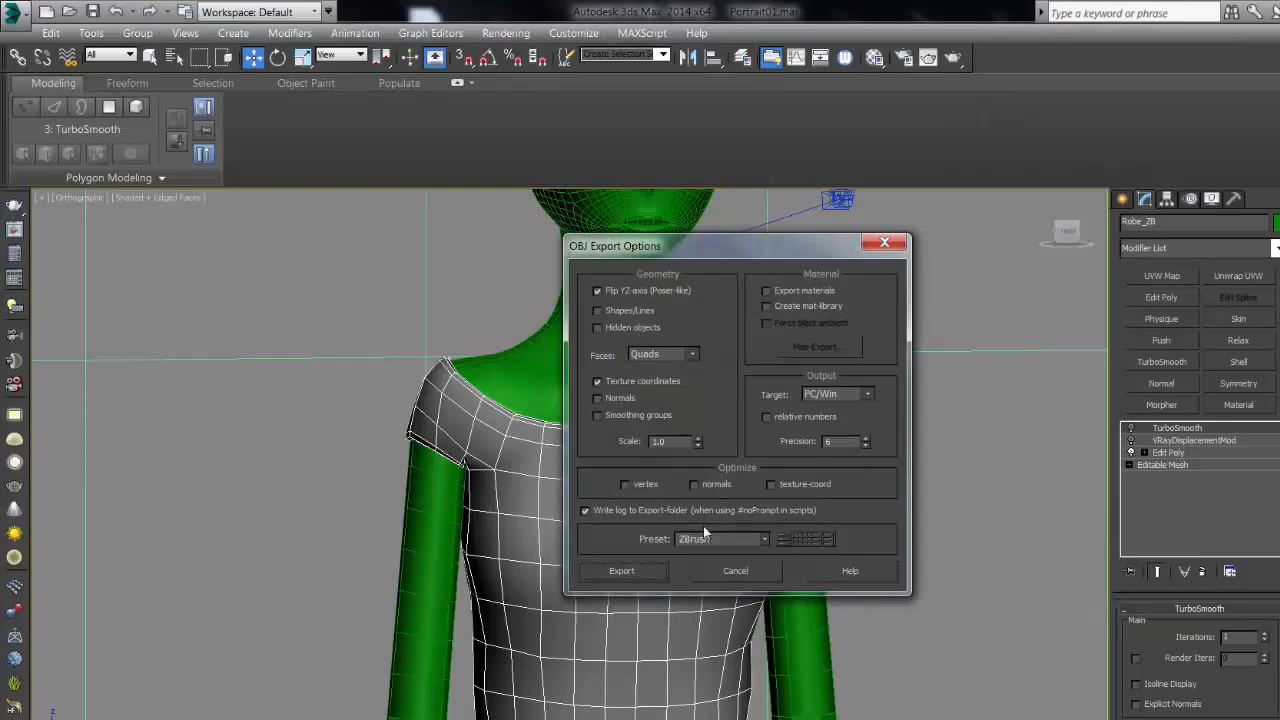 Workspace: Default
Autodesk 3ds Max 2014 x64 Portrait01.max
Type a keyword or phrase
Edit Tools Group Views Create Modifiers Animation Graph Editors Rendering Customize MAXScript Help
All
View
Create Selection Se
Modeling Freeform Selection Object Paint Populate
3: TurboSmooth
Polygon Modeling
[+] [Orthographic] [Shaded + Edged Faces]
FRONT
OBJ Export Options
Geometry
Flip YZ-axis (Poser-like)
Shapes/Lines
Hidden objects
Faces: Quads
Texture coordinates
Normals
Smoothing groups
Scale: 1.0
Material
Export materials
Create mat-library
Force black ambient
Map-Export...
Output
Target: PC/Win
relative numbers
Precision: 6
Optimize
vertex normals texture-coord
Write log to Export-folder (when using #noPrompt in scripts)
Preset: ZBrush
Export Cancel Help
Robe_ZB
Modifier List
UVW Map Unwrap UVW
Edit Poly Edit Spline
Physique Skin
Push Relax
TurboSmooth Shell
Normal Symmetry
Morpher Material
TurboSmooth
VRayDisplacementMod
Edit Poly
Editable Mesh
TurboSmooth
Main
Iterations: 1
Render Iters: 0
Isoline Display
Explicit Normals
z